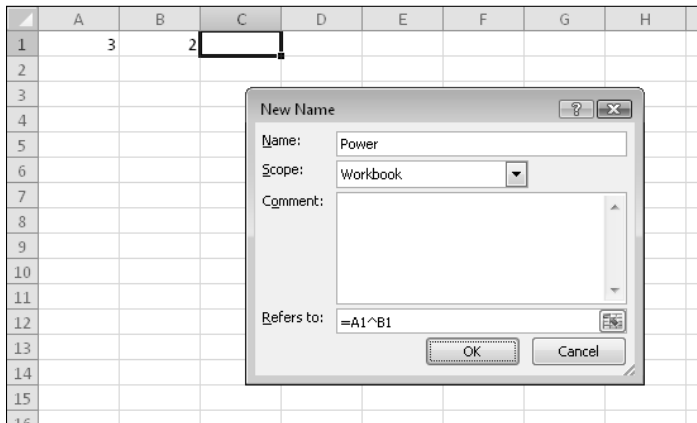 A B C D E F G H
1 3 2
2
3
New Name
4
5 Name: Power
6 Scope: Workbook
7 Comment:
8
9
10
11
12 Refers to: =A1^B1
13 OK Cancel
14
15
16